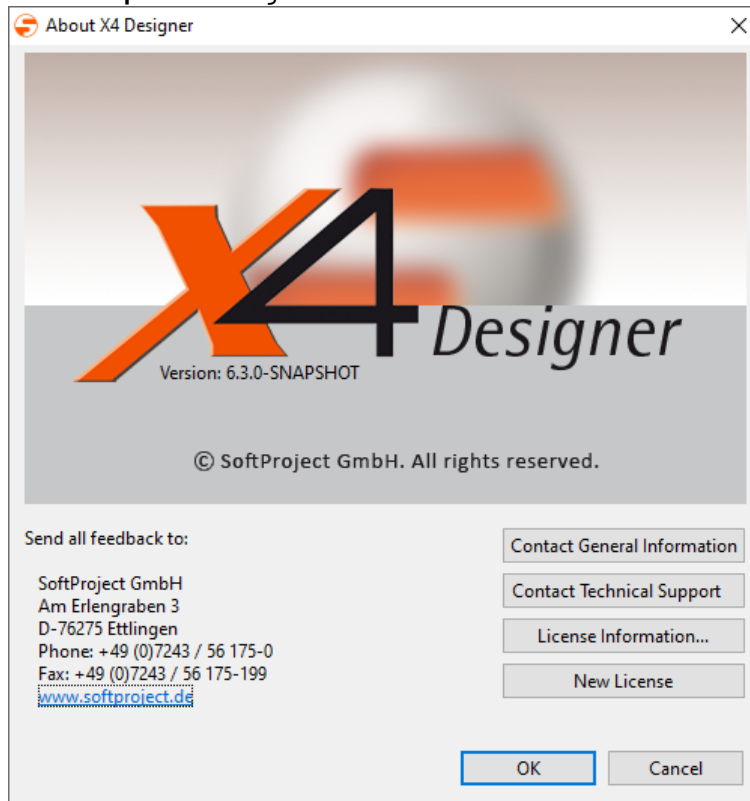 About X4 Designer
X4 Designer
Version: 6.3.0-SNAPSHOT
© SoftProject GmbH. All rights reserved.
Send all feedback to:
SoftProject GmbH
Am Erlengraben 3
D-76275 Ettlingen
Phone: +49 (0)7243 / 56 175-0
Fax: +49 (0)7243 / 56 175-199
www.softproject.de
Contact General Information
Contact Technical Support
License Information...
New License
OK
Cancel